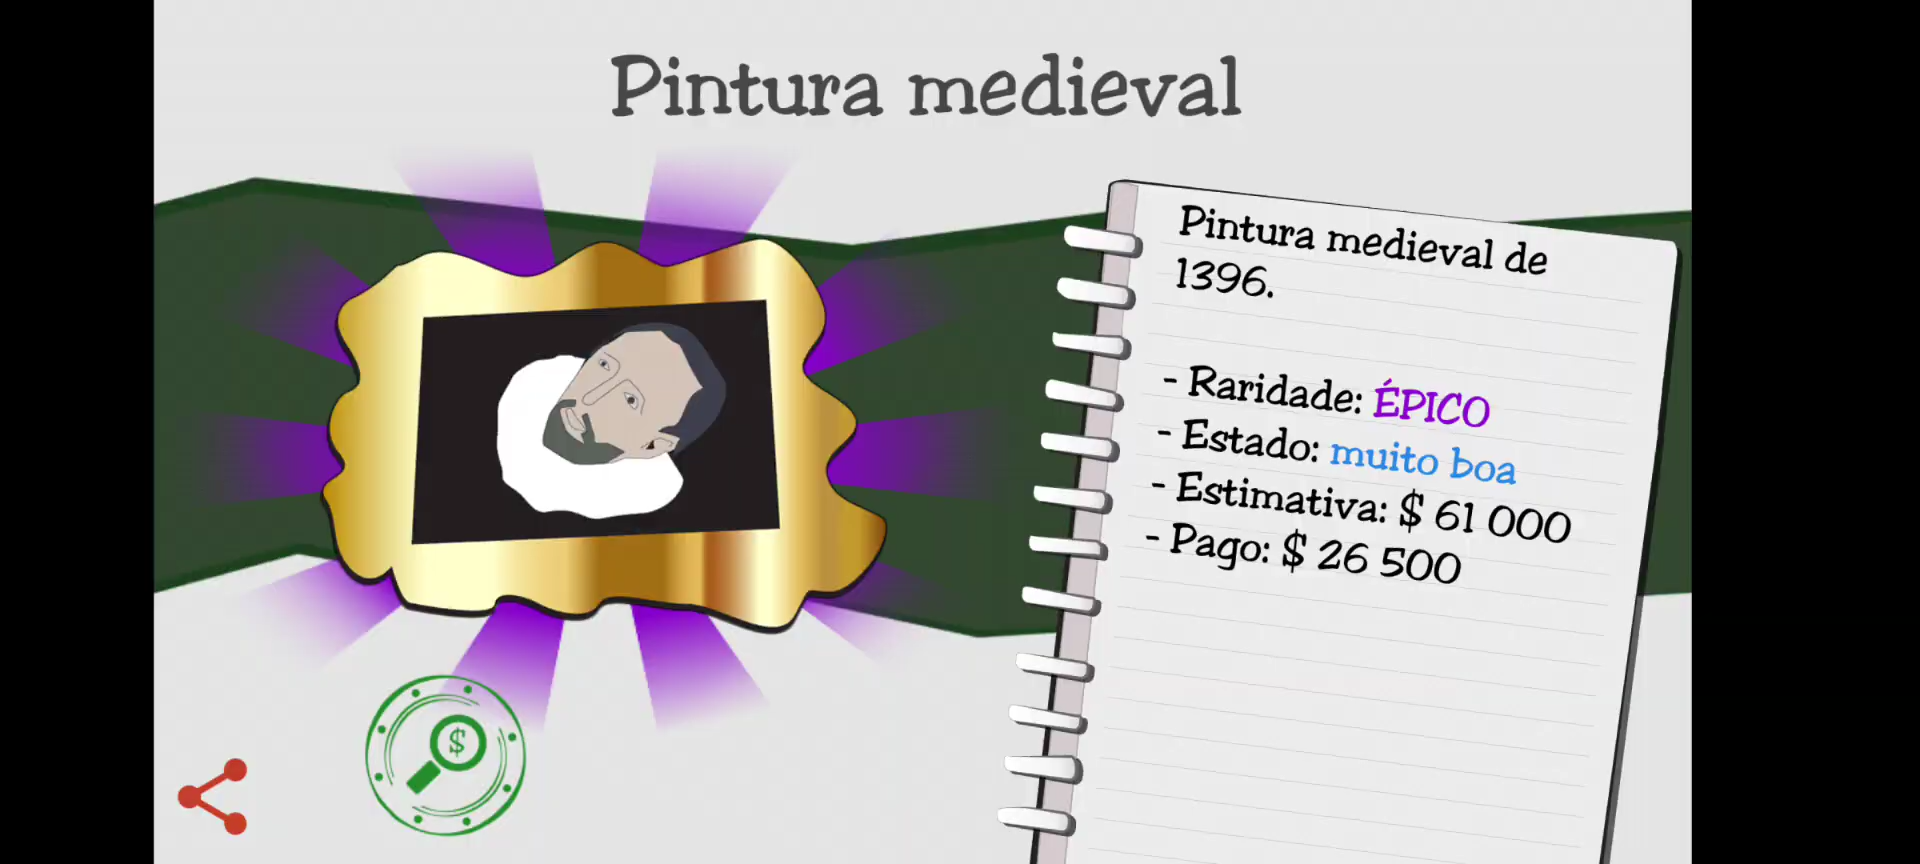 Pintura medieval
Pintura medieval de
1396.
- Raridade: ÉPICO
- Estado: muito boa
- Estimativa: $ 61 000
- Pago: $ 26 500
$